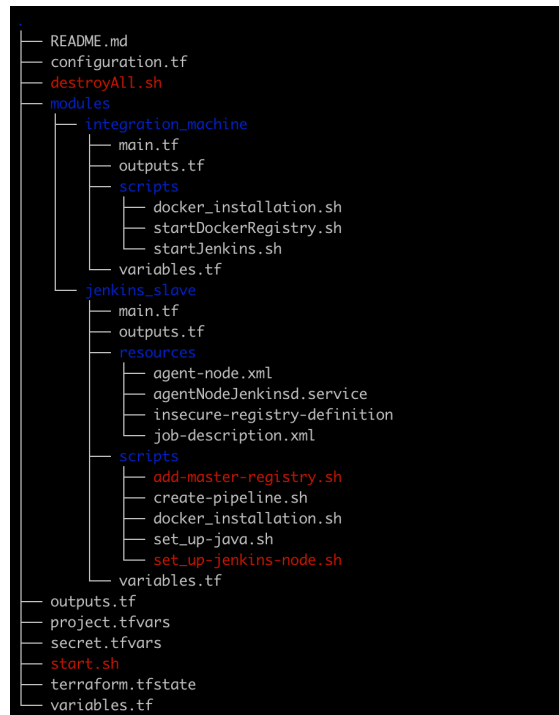 .
├── README.md
├── configuration.tf
├── destroyAll.sh
├── modules
│   ├── integration_machine
│   │   ├── main.tf
│   │   ├── outputs.tf
│   │   ├── scripts
│   │   │   ├── docker_installation.sh
│   │   │   ├── startDockerRegistry.sh
│   │   │   └── startJenkins.sh
│   │   └── variables.tf
│   └── jenkins_slave
│       ├── main.tf
│       ├── outputs.tf
│       ├── resources
│       │   ├── agent-node.xml
│       │   ├── agentNodeJenkinsd.service
│       │   ├── insecure-registry-definition
│       │   └── job-description.xml
│       ├── scripts
│       │   ├── add-master-registry.sh
│       │   ├── create-pipeline.sh
│       │   ├── docker_installation.sh
│       │   ├── set_up-java.sh
│       │   └── set_up-jenkins-node.sh
│       └── variables.tf
├── outputs.tf
├── project.tfvars
├── secret.tfvars
├── start.sh
├── terraform.tfstate
└── variables.tf